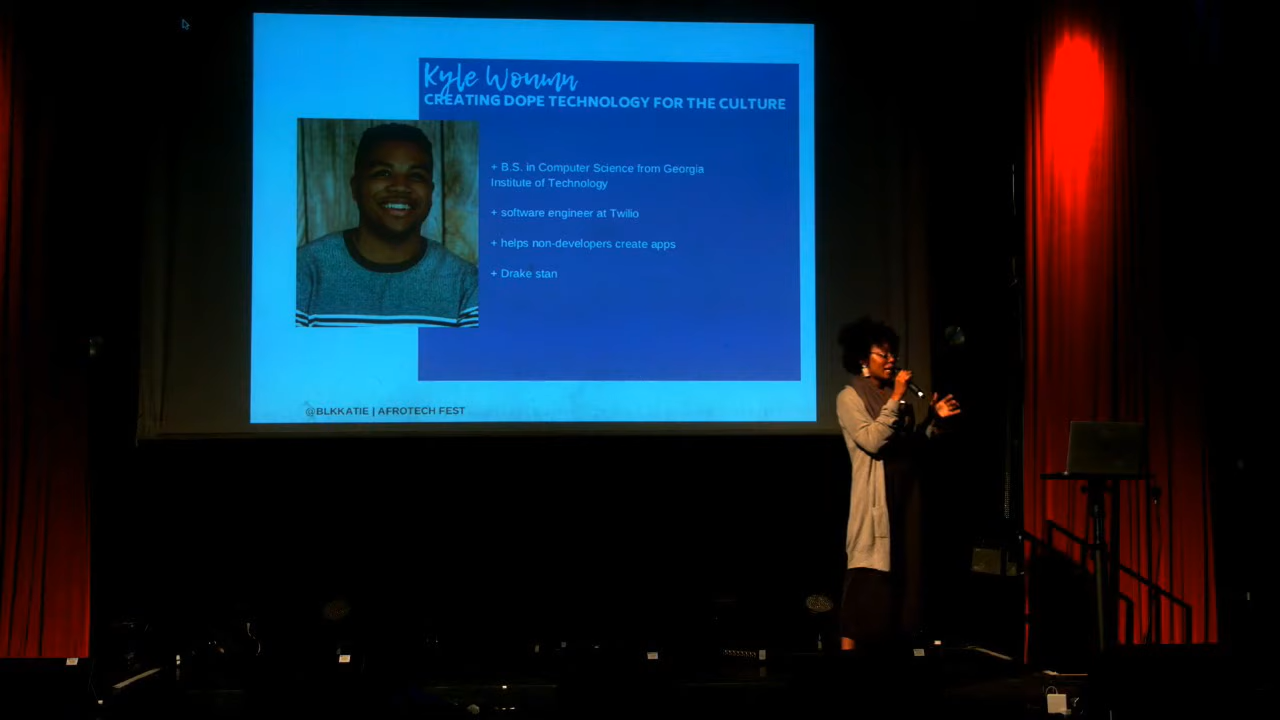 Kyle Woumn
CREATING DOPE TECHNOLOGY FOR THE CULTURE
+ B.S. in Computer Science from Georgia
Institute of Technology
+ software engineer at Twilio
+ helps non-developers create apps
+ Drake stan
@BLKKATIE | AFROTECH FEST